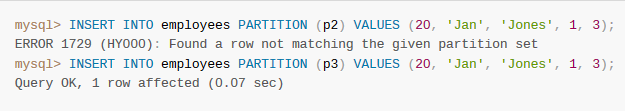 mysql> INSERT INTO employees PARTITION (p2) VALUES (20, 'Jan', 'Jones', 1, 3);
ERROR 1729 (HY000): Found a row not matching the given partition set
mysql> INSERT INTO employees PARTITION (p3) VALUES (20, 'Jan', 'Jones', 1, 3);
Query OK, 1 row affected (0.07 sec)